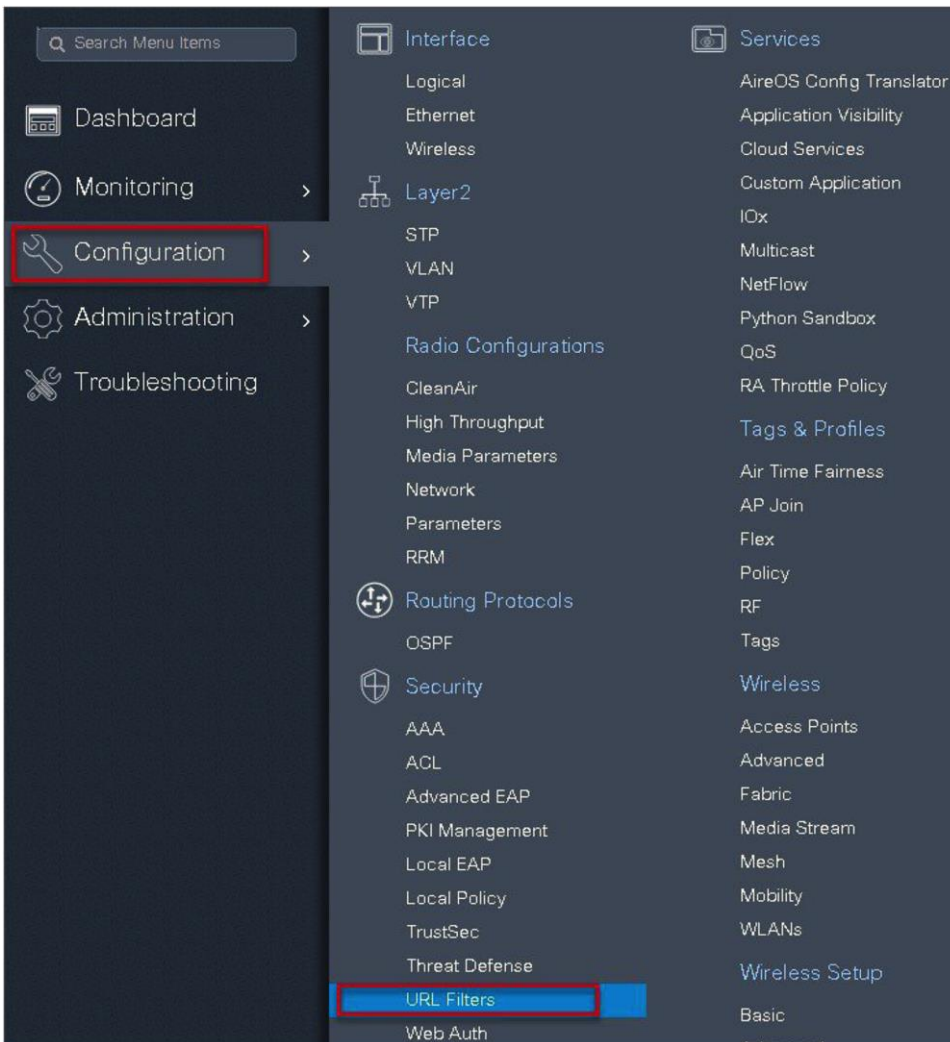 Search Menu Items
Dashboard
Monitoring
Configuration
Administration
Troubleshooting
Interface
Logical
Ethernet
Wireless
Layer2
STP
VLAN
VTP
Radio Configurations
CleanAir
High Throughput
Media Parameters
Network
Parameters
RRM
Routing Protocols
OSPF
Security
AAA
ACL
Advanced EAP
PKI Management
Local EAP
Local Policy
TrustSec
Threat Defense
URL Filters
Web Auth
Services
AireOS Config Translator
Application Visibility
Cloud Services
Custom Application
IOx
Multicast
NetFlow
Python Sandbox
QoS
RA Throttle Policy
Tags & Profiles
Air Time Fairness
AP Join
Flex
Policy
RF
Tags
Wireless
Access Points
Advanced
Fabric
Media Stream
Mesh
Mobility
WLANs
Wireless Setup
Basic